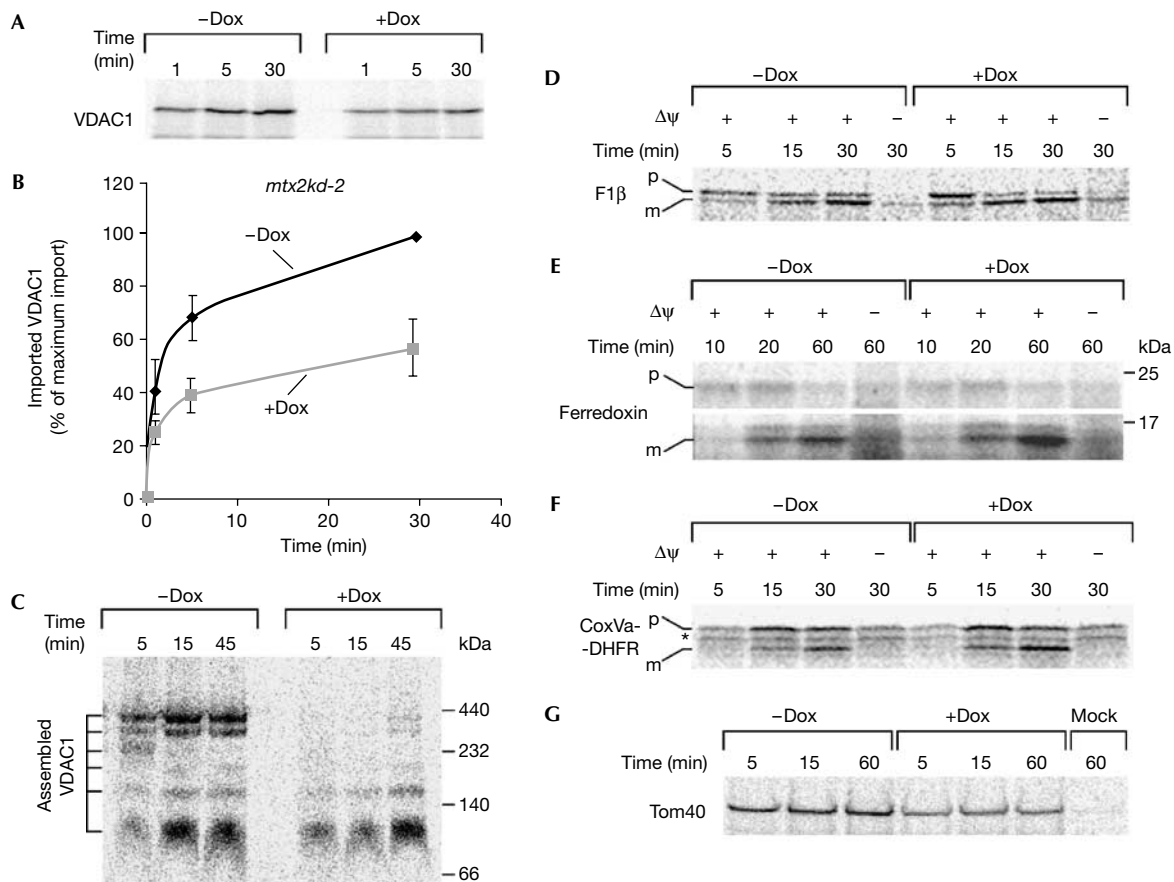 A
−Dox +Dox
Time (min) 1 5 30 1 5 30
VDAC1
B
mtx2kd-2
Imported VDAC1
(% of maximum import)
120
100
80
60
40
20
0
−Dox
+Dox
0 10 20 30 40
Time (min)
C
−Dox +Dox
Time (min) 5 15 45 5 15 45 kDa
Assembled
VDAC1
440
232
140
66
D
−Dox +Dox
Δψ + + + − + + + −
Time (min) 5 15 30 30 5 15 30 30
p
F1β
m
E
−Dox +Dox
Δψ + + + − + + + −
Time (min) 10 20 60 60 10 20 60 60 kDa
p
25
Ferredoxin
17
m
F
−Dox +Dox
Δψ + + + − + + + −
Time (min) 5 15 30 30 5 15 30 30
p
CoxVa-
*
-DHFR
m
G
−Dox +Dox Mock
Time (min) 5 15 60 5 15 60 60
Tom40